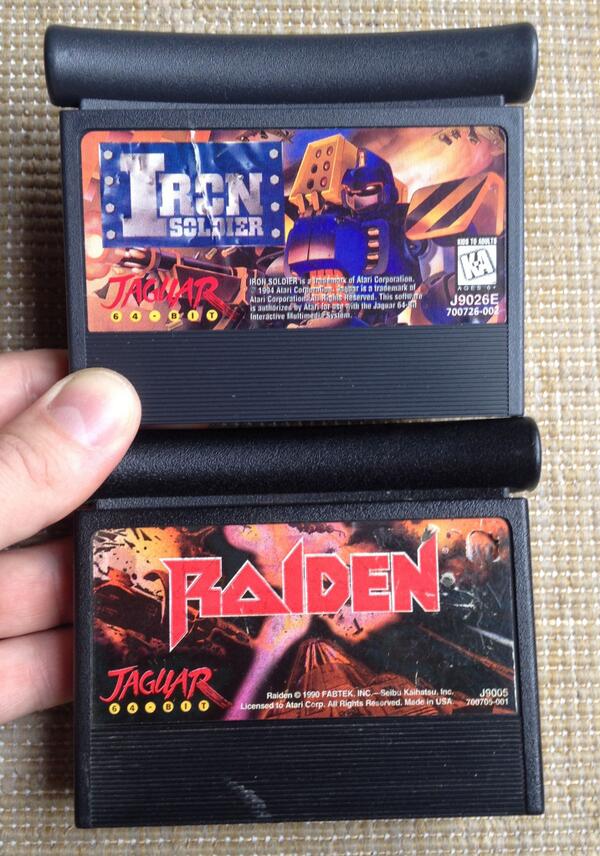 IRON
SOLDIER
JAGUAR
64-BIT
IRON SOLDIER is a trademark of Atari Corporation.
© 1994 Atari Corporation. Jaguar is a trademark of
Atari Corporation. All Rights Reserved. This software
is authorized by Atari for use with the Jaguar 64-bit
Interactive Multimedia System.
KIDS TO ADULTS
KA
AGES 6+
J9026E
700726-002
RAIDEN
JAGUAR
64-BIT
Raiden © 1990 FABTEK, INC.—Seibu Kaihatsu, Inc.
Licensed to Atari Corp. All Rights Reserved. Made in USA.
J9005
700705-001